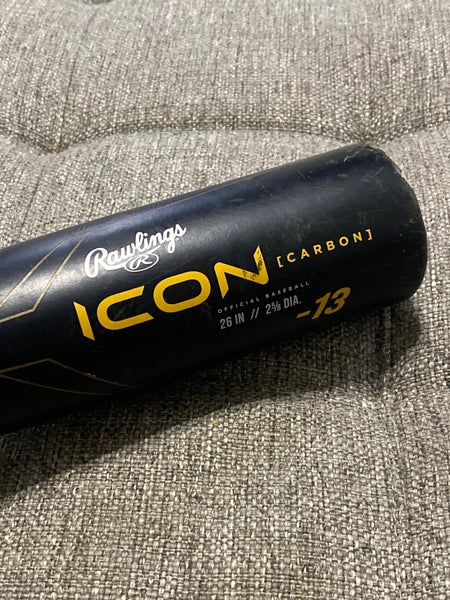 Rawlings
R
ICON [CARBON]
OFFICIAL BASEBALL
26 IN // 2⅝ DIA.
-13